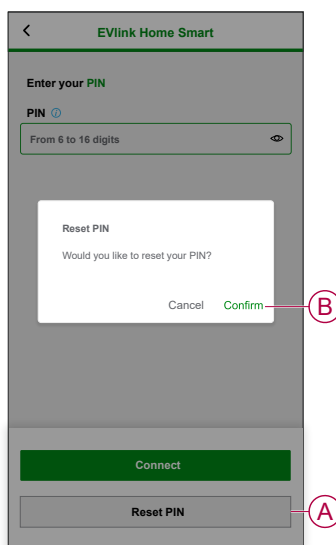 EVlink Home Smart
Enter your PIN
PIN
From 6 to 16 digits
Reset PIN
Would you like to reset your PIN?
Cancel Confirm
B
Connect
Reset PIN
A